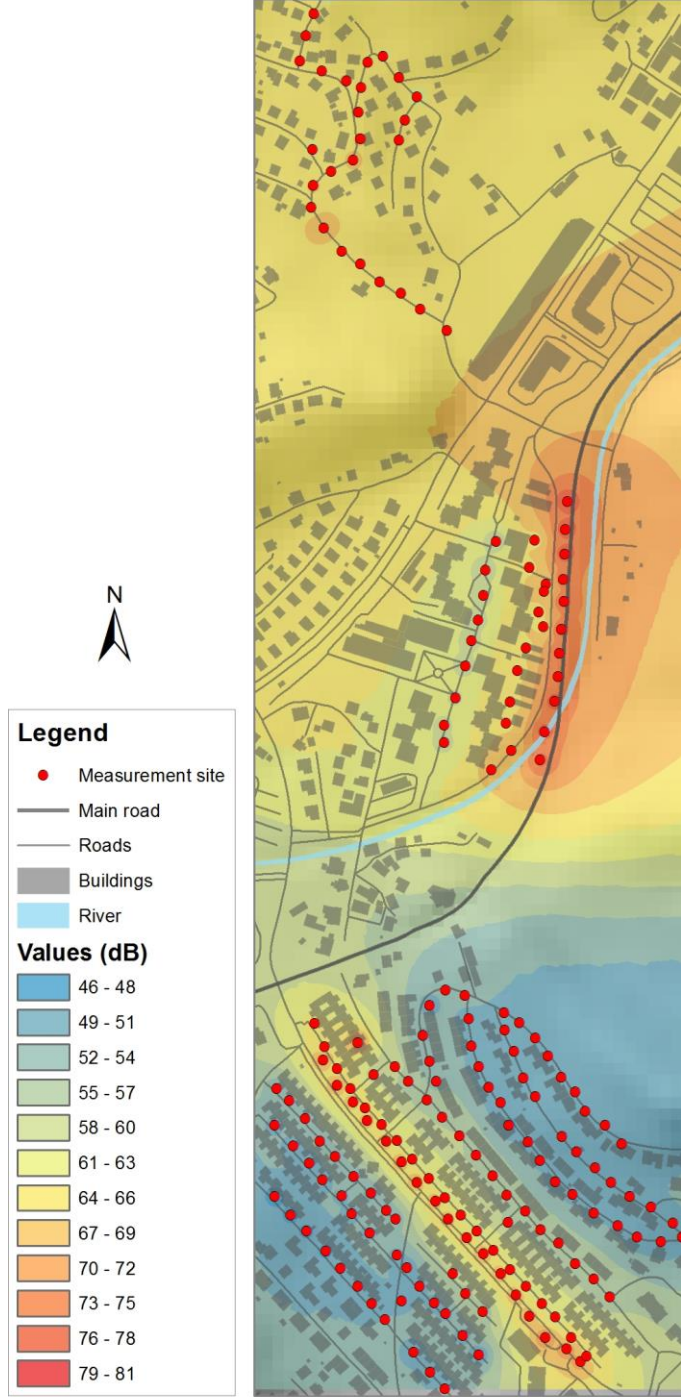 N
Legend
Measurement site
Main road
Roads
Buildings
River
Values (dB)
46 - 48
49 - 51
52 - 54
55 - 57
58 - 60
61 - 63
64 - 66
67 - 69
70 - 72
73 - 75
76 - 78
79 - 81